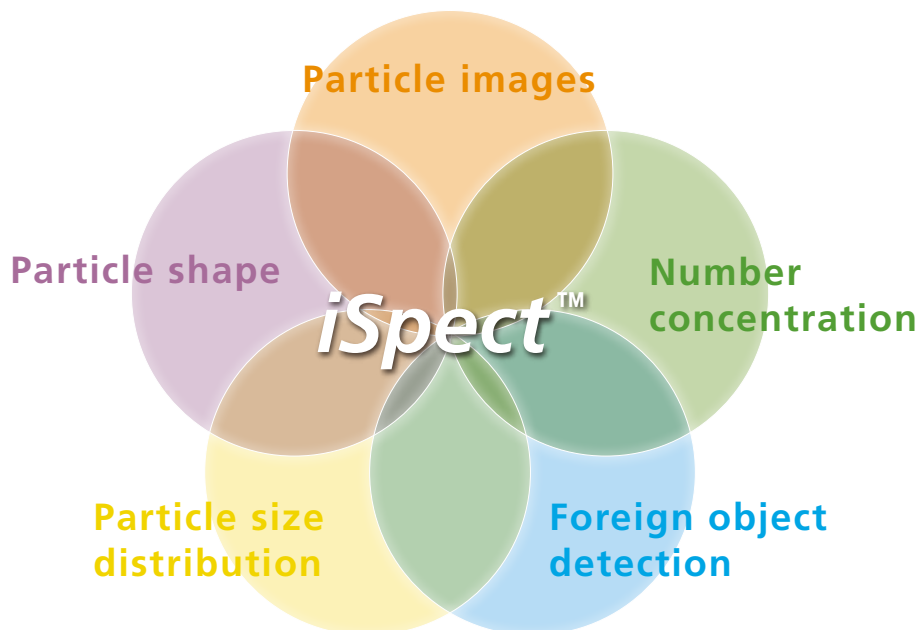 Particle images
Particle shape
Number
concentration
iSpect™
Particle size
distribution
Foreign object
detection